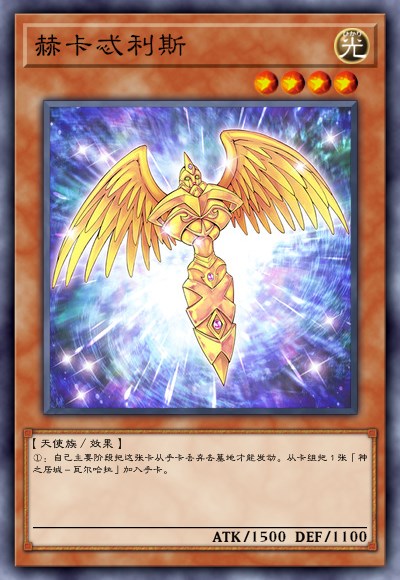 赫卡忒利斯
光
【天使族/效果】
①：自己主要阶段把这张卡从手卡丢弃去墓地才能发动。从卡组把1张「神
之居城－瓦尔哈拉」加入手卡。
ATK/1500 DEF/1100